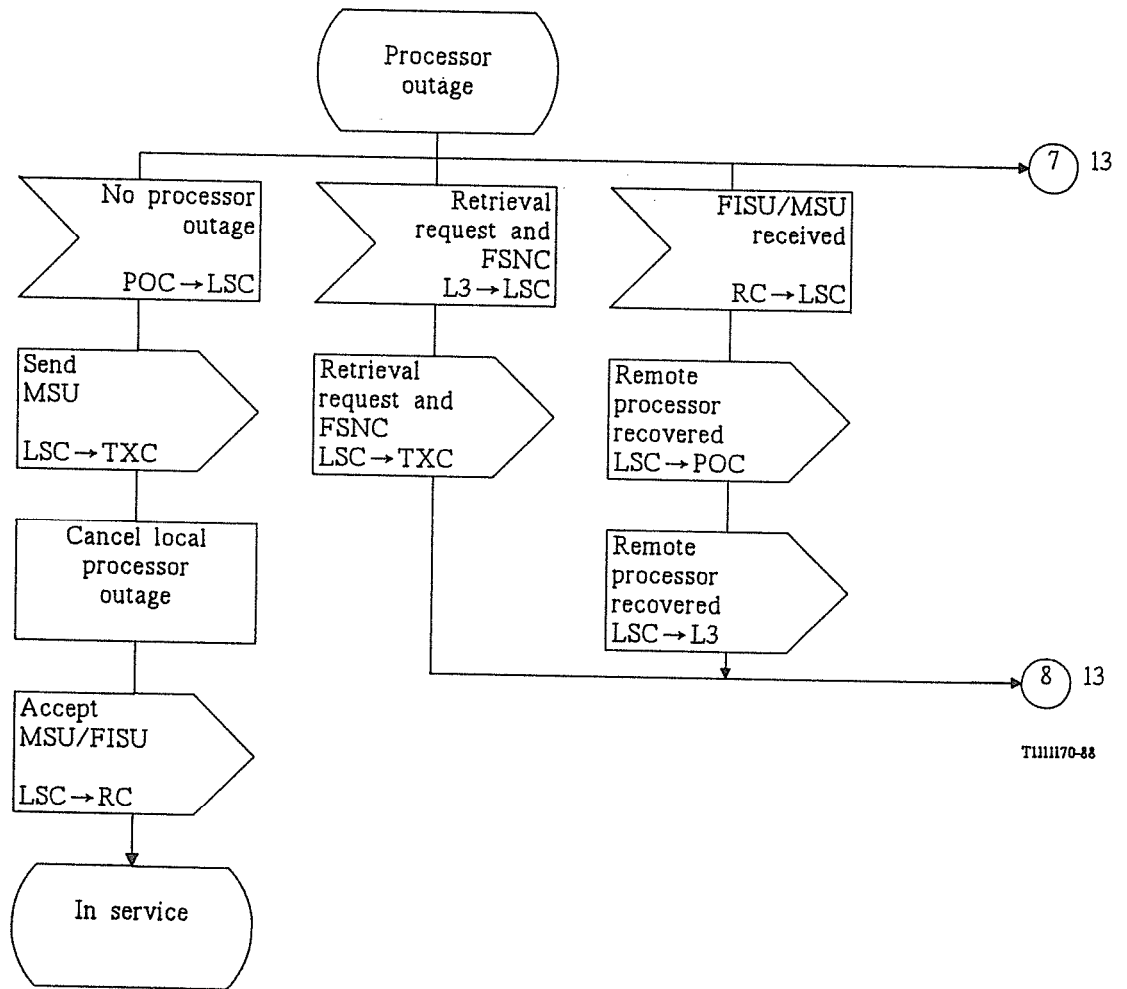 Processor
outage
7 13
No processor
outage
POC→LSC
Retrieval
request and
FSNC
L3→LSC
FISU/MSU
received
RC→LSC
Send
MSU
LSC→TXC
Retrieval
request and
FSNC
LSC→TXC
Remote
processor
recovered
LSC→POC
Cancel local
processor
outage
Remote
processor
recovered
LSC→L3
8 13
Accept
MSU/FISU
LSC→RC
T1111170-88
In service